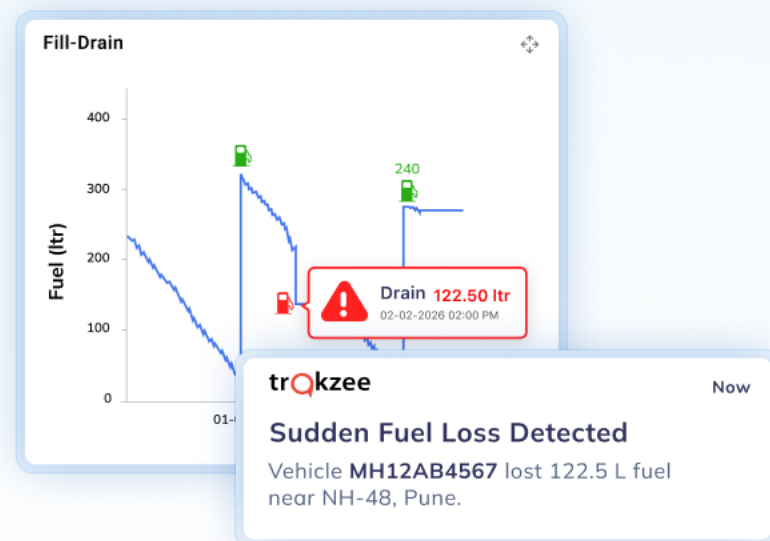 Fill-Drain
400
240
300
Fuel (ltr)
200
Drain 122.50 ltr
02-02-2026 02:00 PM
100
0
01-
trakzee
Now
Sudden Fuel Loss Detected
Vehicle MH12AB4567 lost 122.5 L fuel
near NH-48, Pune.